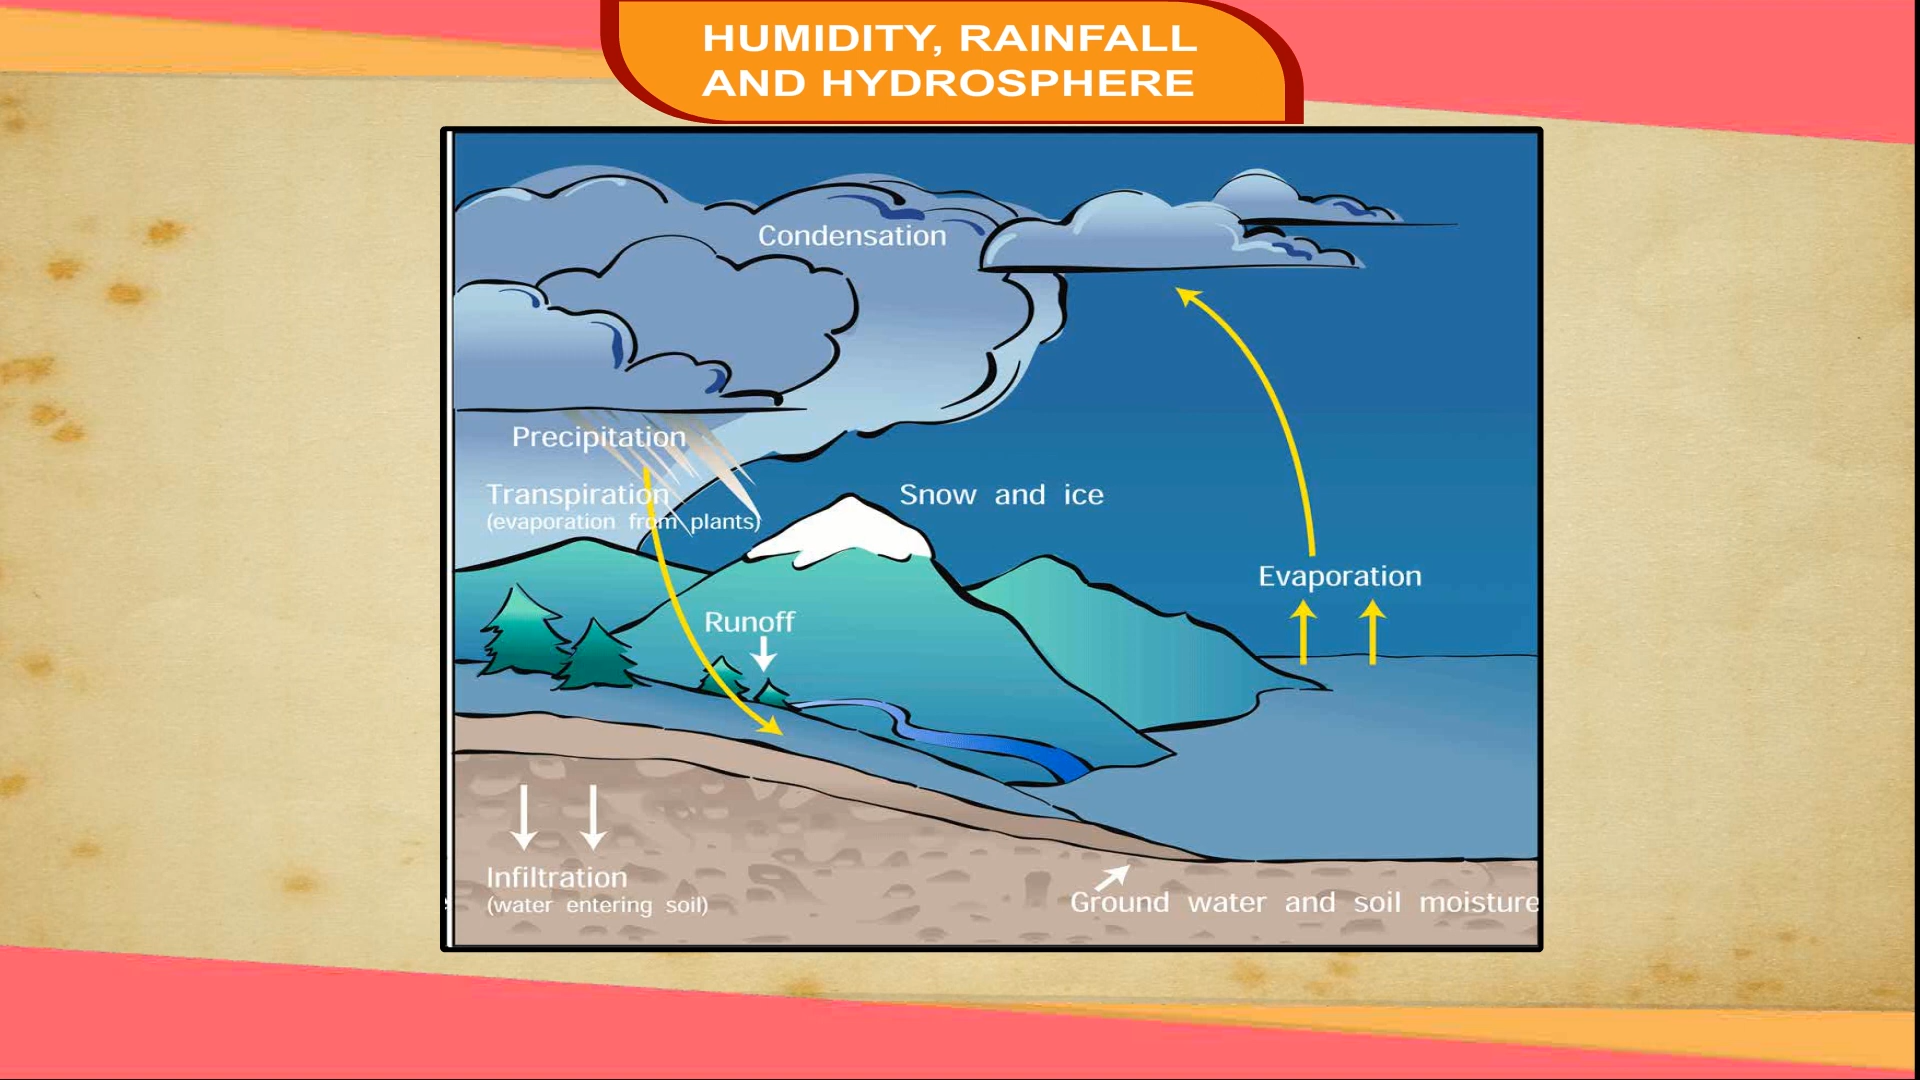 HUMIDITY, RAINFALL
AND HYDROSPHERE
Condensation
Precipitation
Transpiration
(evaporation from plants)
Snow and ice
Evaporation
Runoff
Infiltration
(water entering soil)
Ground water and soil moisture